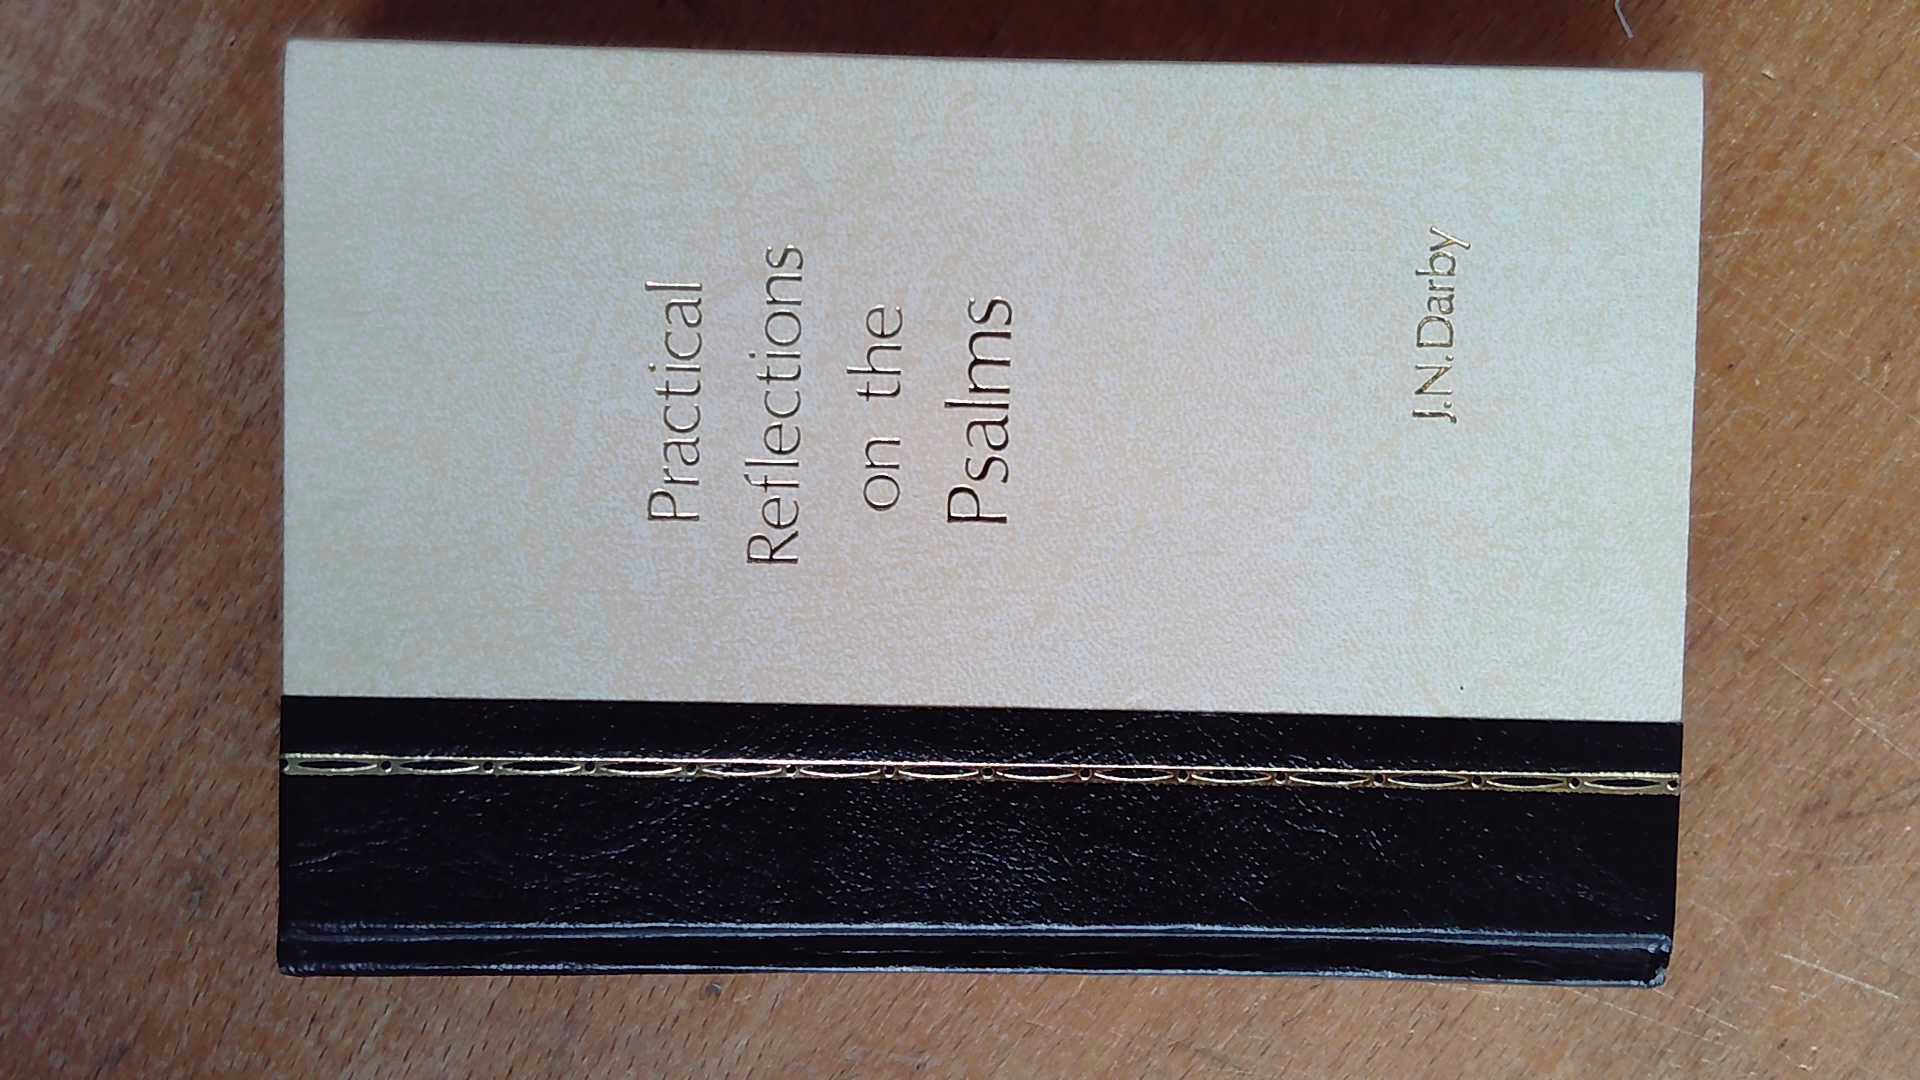 Practical
Reflections
on the
Psalms
J.N.Darby